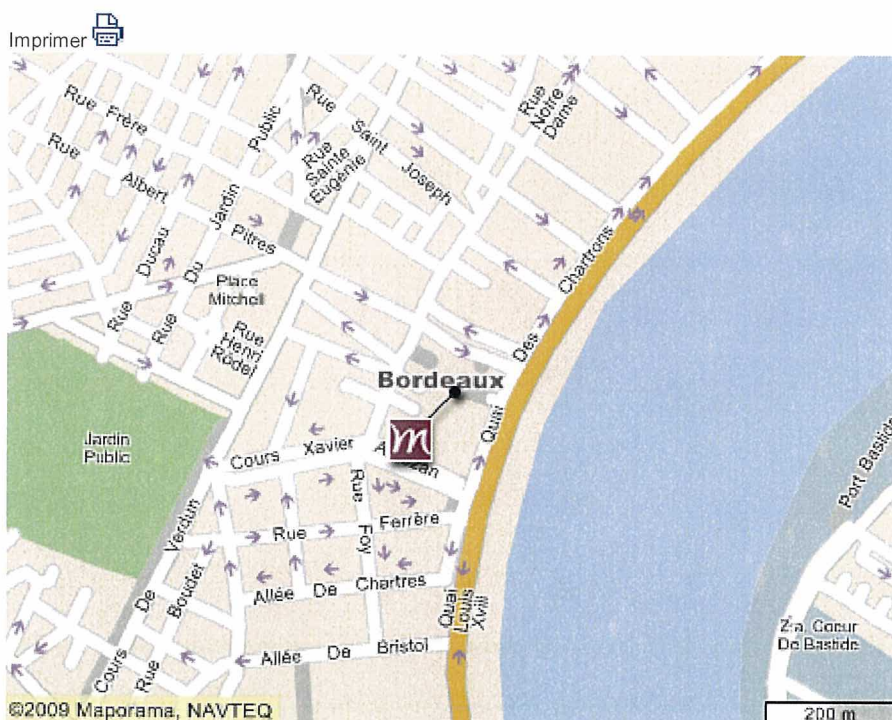 Imprimer
Rue Frère
Rue Albert Pitres
Rue Ducau
Rue Du Jardin Public
Rue Saint Joseph
Rue Sainte Eugénie
Rue Notre Dame
Place Mitchell
Rue Henri Rödel
Quai Des Chartrons
Bordeaux
m
Jardin Public
Cours Xavier Arnozan
Rue Foy
Rue Ferrère
Cours De Verdun
Rue Boudet
Allée De Chartres
Quai Louis Xviii
Allée De Bristol
Port Bastide
Z.a. Coeur De Bastide
©2009 Maporama, NAVTEQ
200 m